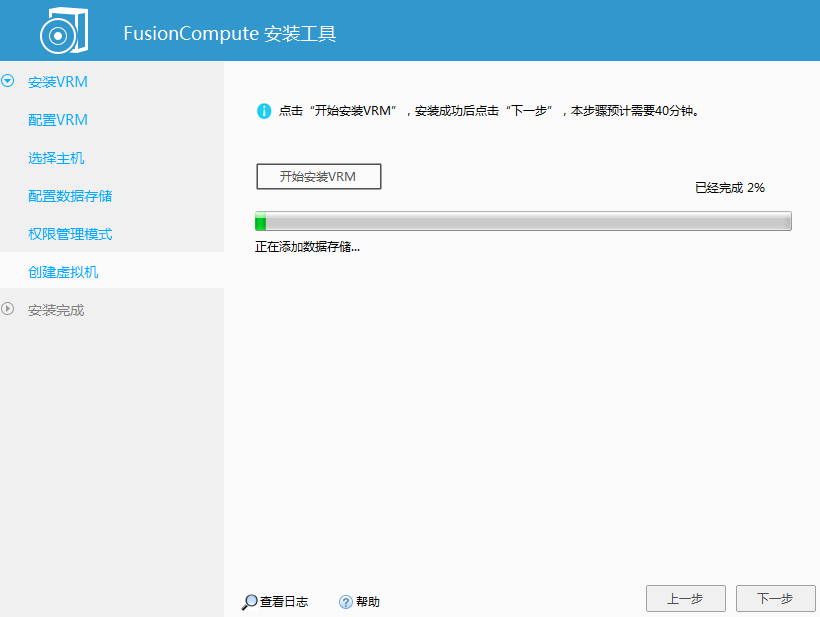 FusionCompute 安装工具
安装VRM
配置VRM
选择主机
配置数据存储
权限管理模式
创建虚拟机
安装完成
点击“开始安装VRM”，安装成功后点击“下一步”，本步骤预计需要40分钟。
开始安装VRM
已经完成 2%
正在添加数据存储...
查看日志
帮助
上一步
下一步